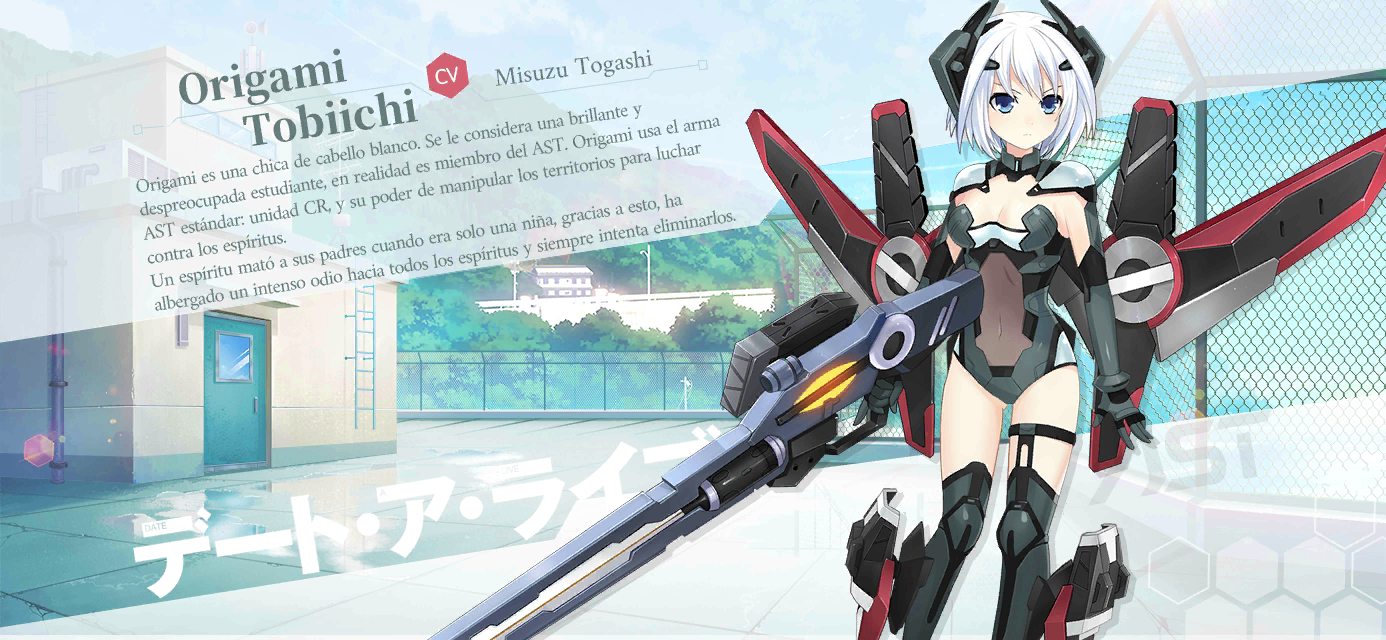 Origami
Tobiichi
CV
Misuzu Togashi
Origami es una chica de cabello blanco. Se le considera una brillante y
despreocupada estudiante, en realidad es miembro del AST. Origami usa el arma
AST estándar: unidad CR, y su poder de manipular los territorios para luchar
contra los espíritus.
Un espíritu mató a sus padres cuando era solo una niña, gracias a esto, ha
albergado un intenso odio hacia todos los espíritus y siempre intenta eliminarlos.
AST
LIVE
DATE
デート・ア・ライブ